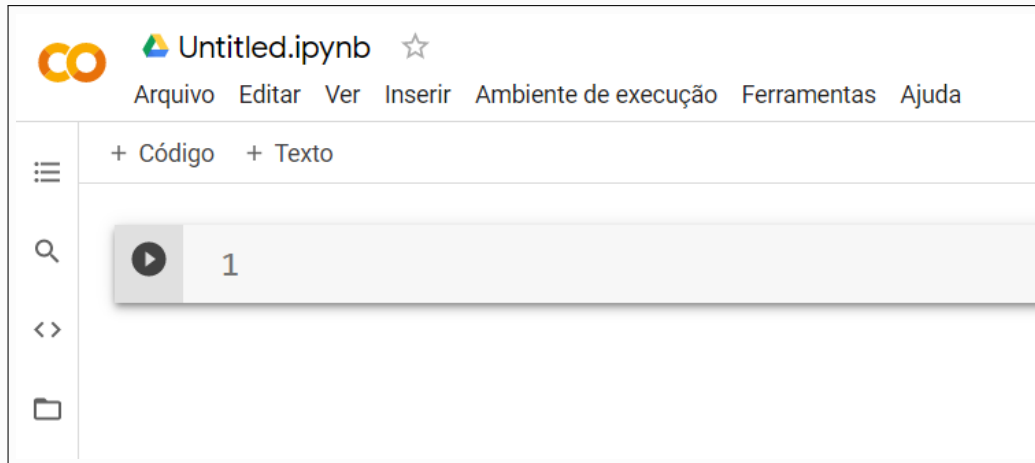 CO Untitled.ipynb
Arquivo Editar Ver Inserir Ambiente de execução Ferramentas Ajuda
+ Código + Texto
1